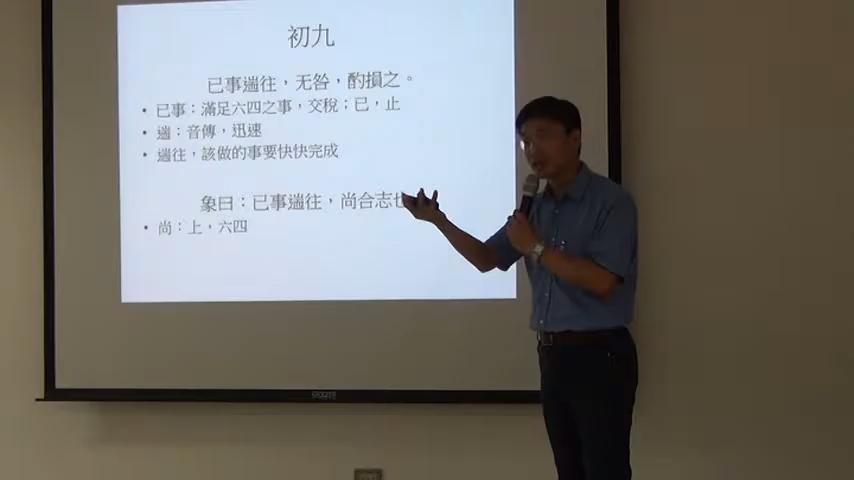 初九
已事遄往，无咎，酌損之。
• 已事：滿足六四之事，交稅；已，止
• 遄：音傳，迅速
• 遄往，該做的事要快快完成
象曰：已事遄往，尚合志也
• 尚：上，六四